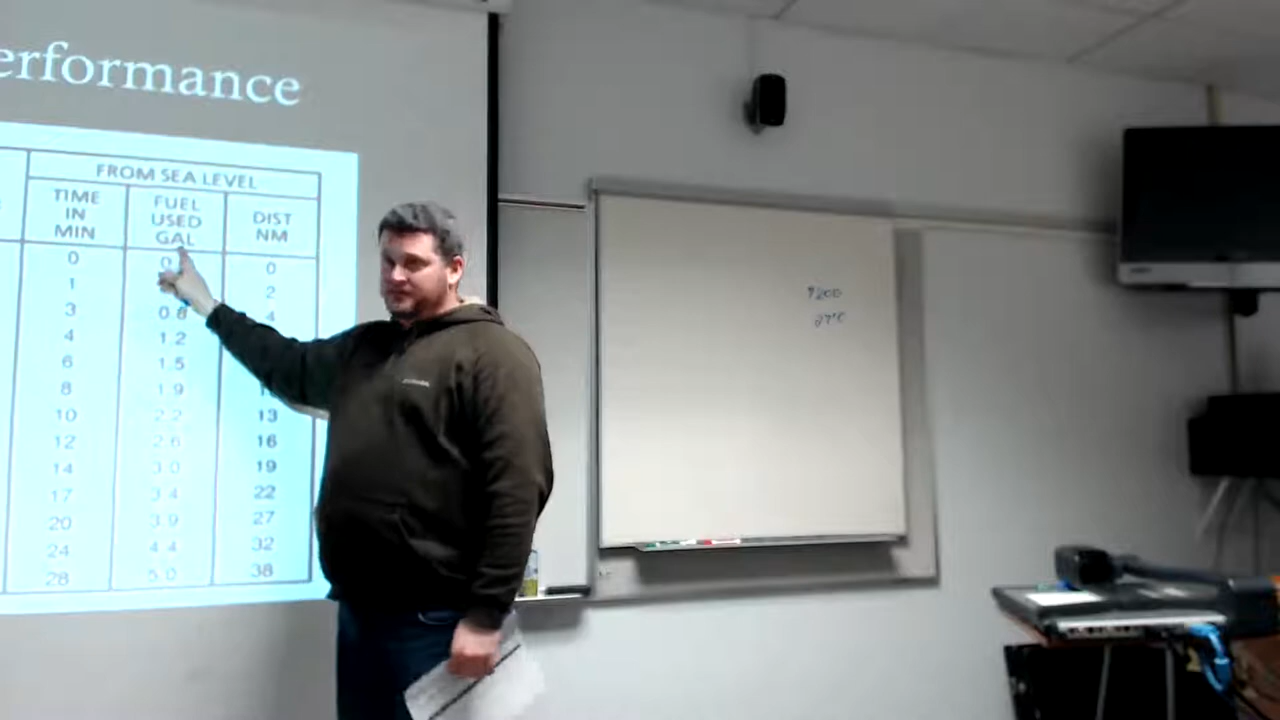 erformance
FROM SEA LEVEL
TIME IN MIN
FUEL USED GAL
DIST NM
0 0
1 2
3 0.8 4
4 1.2
6 1.5
8 1.9
10 2.2 13
12 2.6 16
14 3.0 19
17 3.4 22
20 3.9 27
24 4.4 32
28 5.0 38
27°C